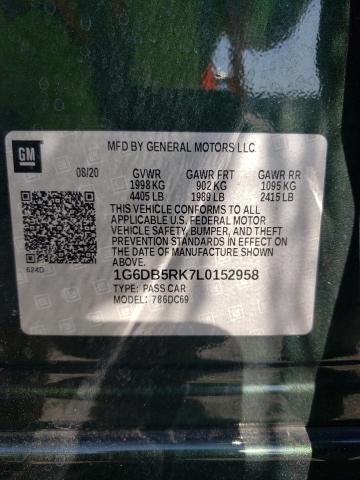 GM
MFD BY GENERAL MOTORS LLC
08/20 GVWR GAWR FRT GAWR RR
1998 KG 902 KG 1095 KG
4405 LB 1989 LB 2415 LB
THIS VEHICLE CONFORMS TO ALL
APPLICABLE U.S. FEDERAL MOTOR
VEHICLE SAFETY, BUMPER, AND THEFT
PREVENTION STANDARDS IN EFFECT ON
THE DATE OF MANUFACTURE SHOWN
ABOVE.
624D
1G6DB5RK7L0152958
TYPE: PASS CAR
MODEL: 786DC69